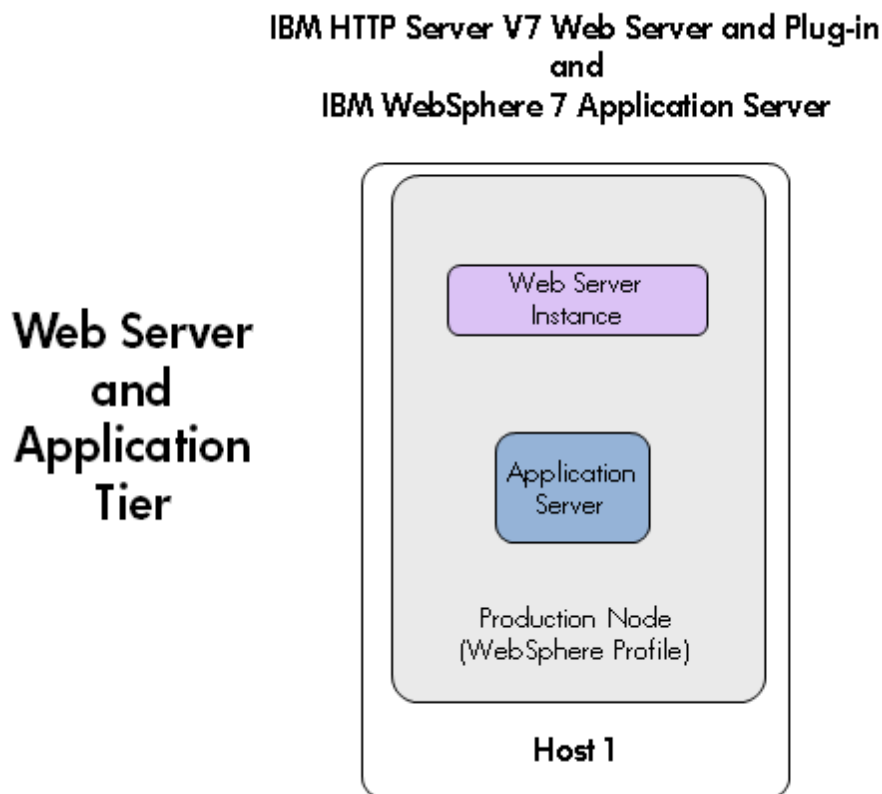 IBM HTTP Server V7 Web Server and Plug-in
and
IBM WebSphere 7 Application Server
Web Server
and
Application
Tier
Web Server
Instance
Application
Server
Production Node
(WebSphere Profile)
Host 1